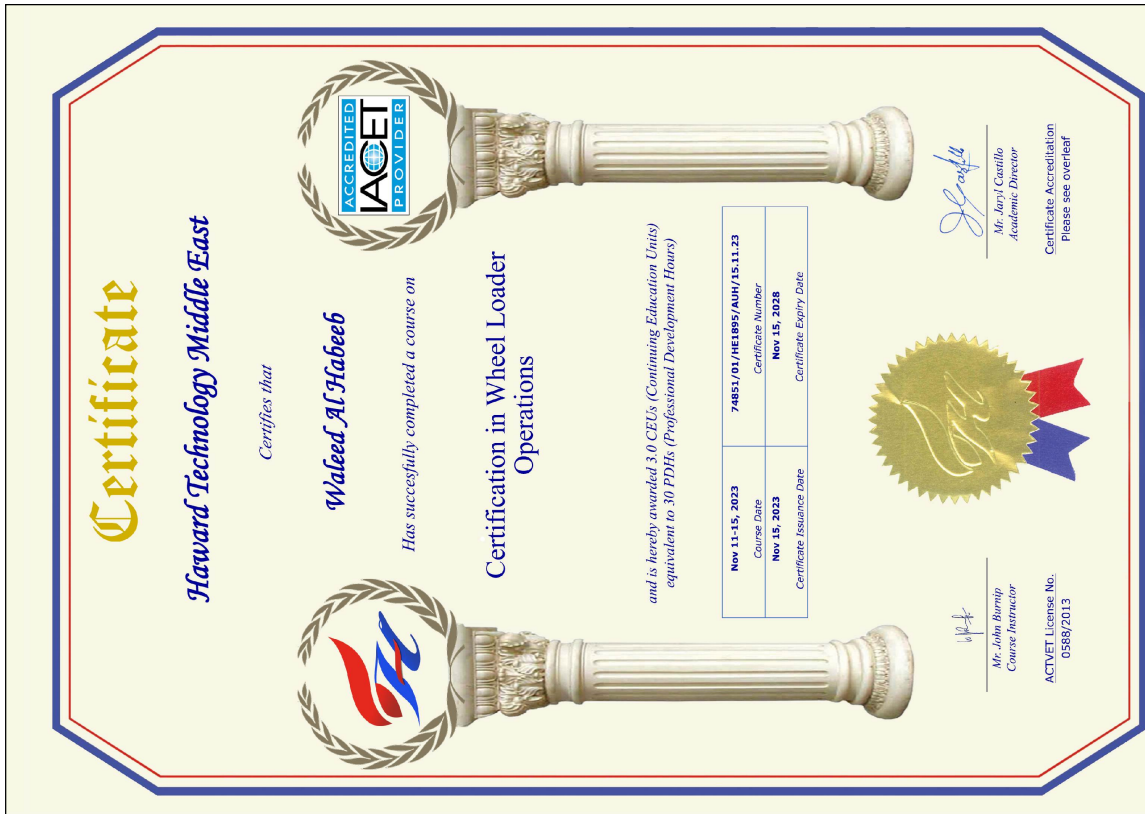 Certificate
Haward Technology Middle East
Certifies that
Waleed Al Habeeb
Has succesfully completed a course on
Certification in Wheel Loader
Operations
and is hereby awarded 3.0 CEUs (Continuing Education Units)
equivalent to 30 PDHs (Professional Development Hours)
ACCREDITED
IACET
PROVIDER
Nov 11-15, 2023 74851/01/HE1895/AUH/15.11.23
Course Date Certificate Number
Nov 15, 2023 Nov 15, 2028
Certificate Issuance Date Certificate Expiry Date
Mr. John Burnip
Course Instructor
ACTVET License No.
0588/2013
Mr. Jaryl Castillo
Academic Director
Certificate Accreditation
Please see overleaf